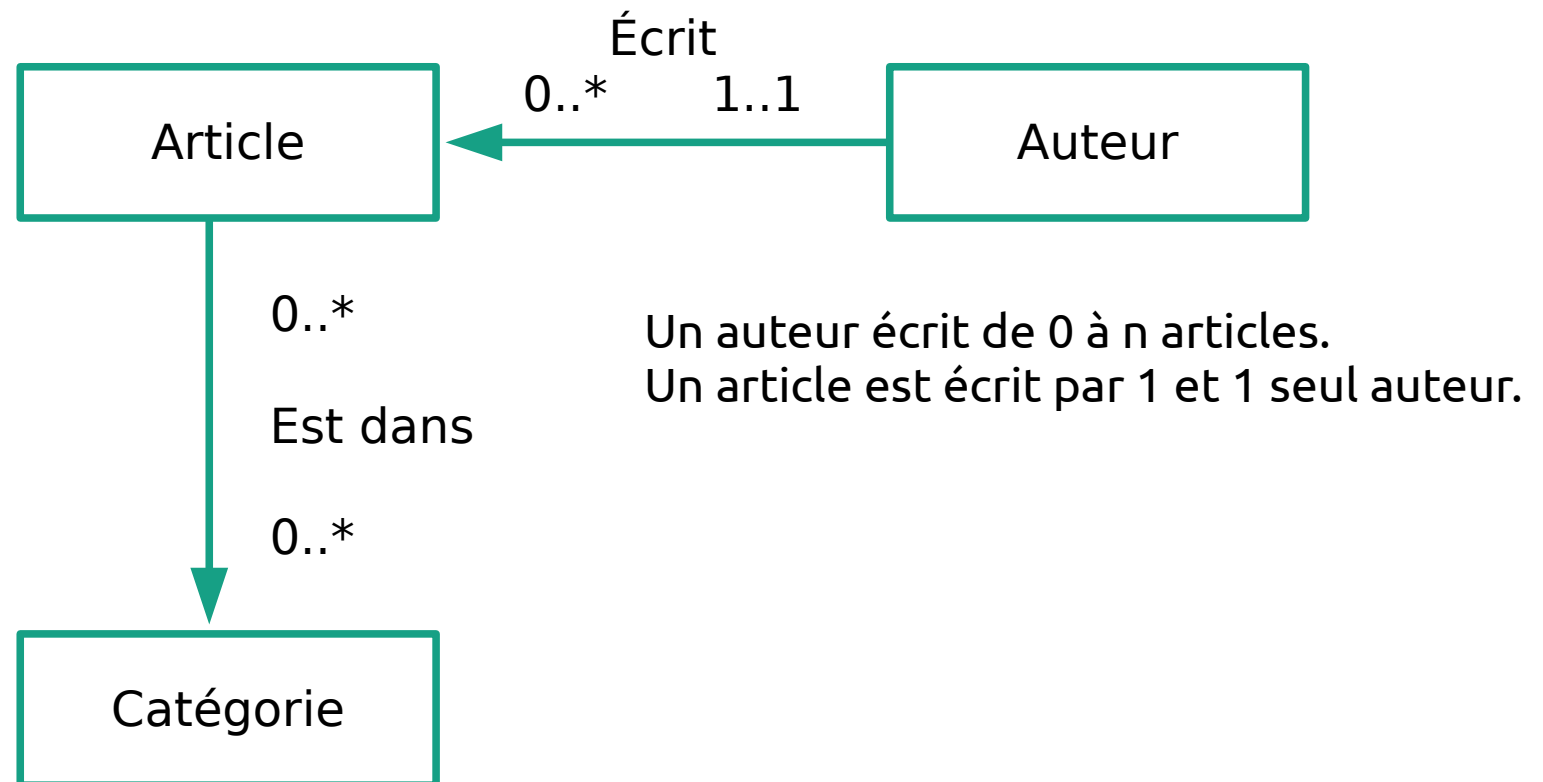 Écrit
0..* 1..1
Article
Auteur
0..*
Est dans
0..*
Un auteur écrit de 0 à n articles.
Un article est écrit par 1 et 1 seul auteur.
Catégorie